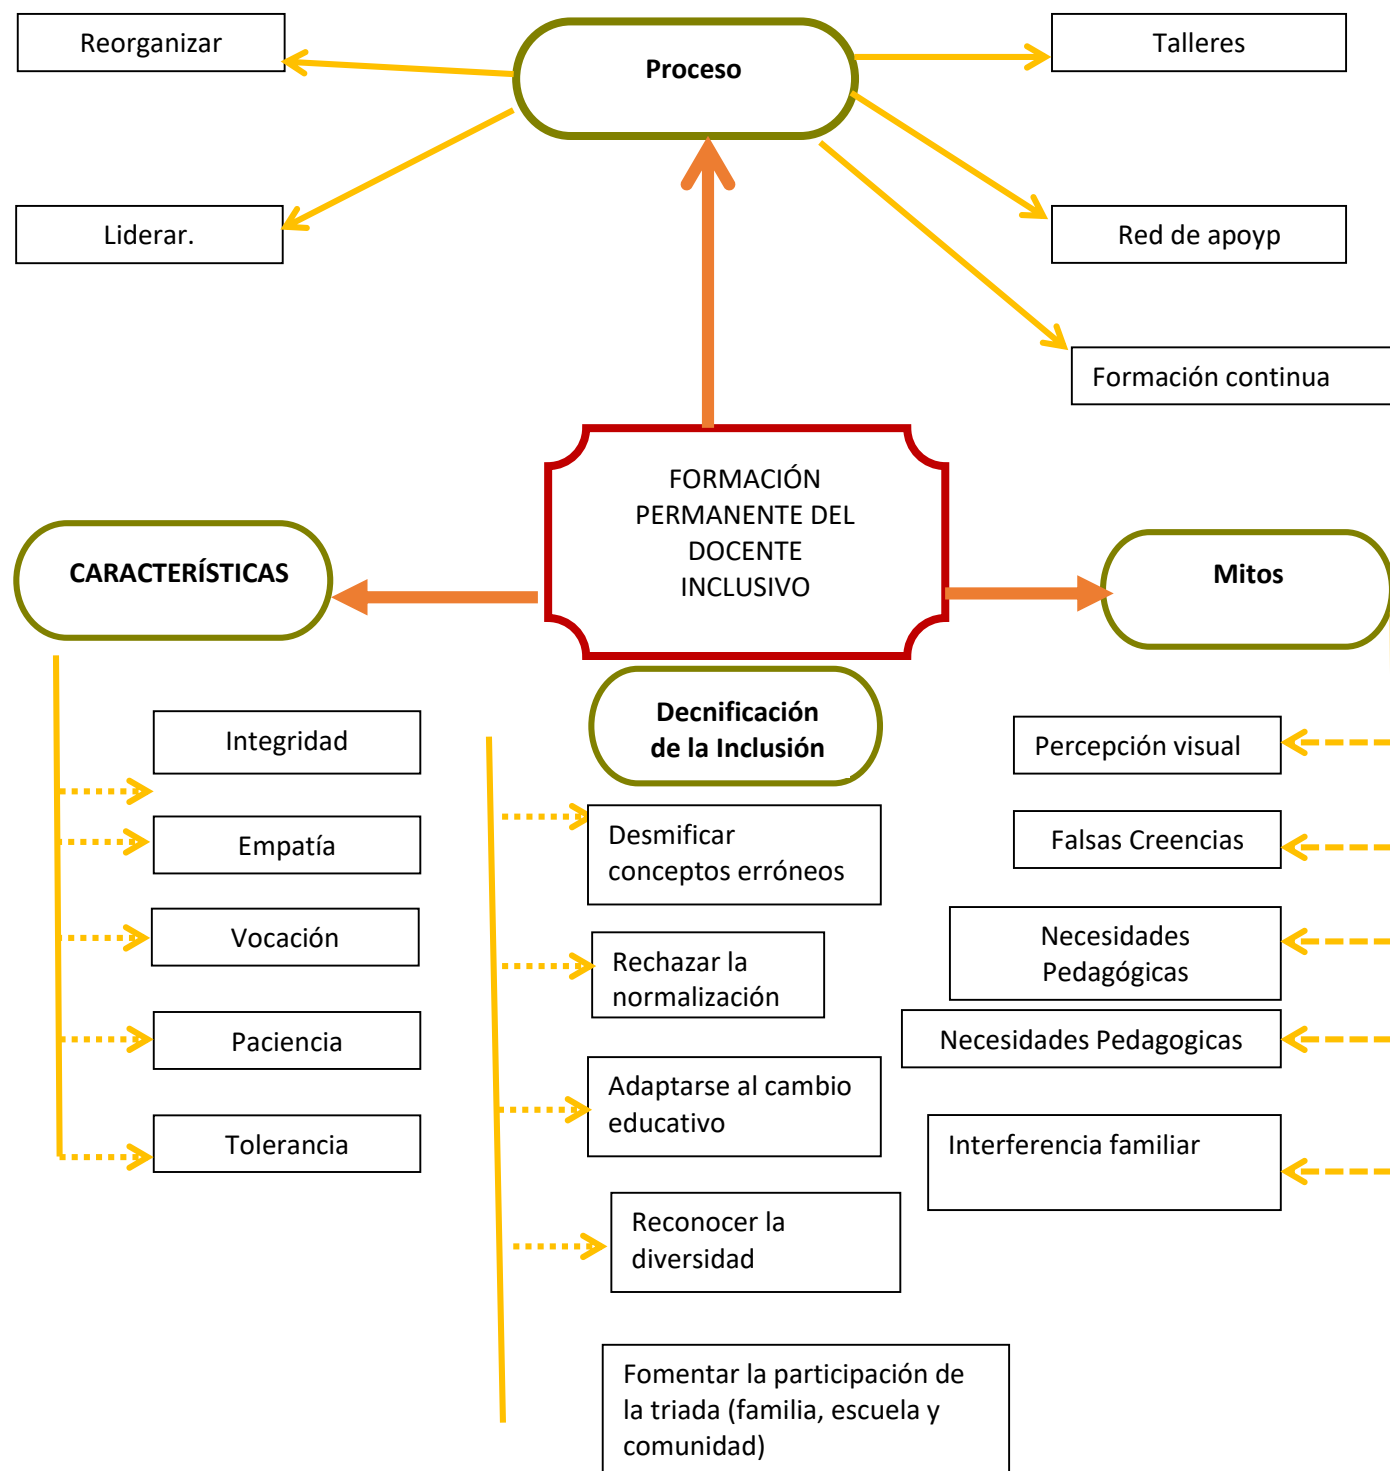 Reorganizar
Proceso
Talleres
Liderar.
Red de apoyp
Formación continua
FORMACIÓN
PERMANENTE DEL
DOCENTE
INCLUSIVO
CARACTERÍSTICAS
Mitos
Integridad
Empatía
Vocación
Paciencia
Tolerancia
Decnificación
de la Inclusión
Desmificar
conceptos erróneos
Rechazar la
normalización
Adaptarse al cambio
educativo
Reconocer la
diversidad
Fomentar la participación de
la triada (familia, escuela y
comunidad)
Percepción visual
Falsas Creencias
Necesidades
Pedagógicas
Necesidades Pedagogicas
Interferencia familiar